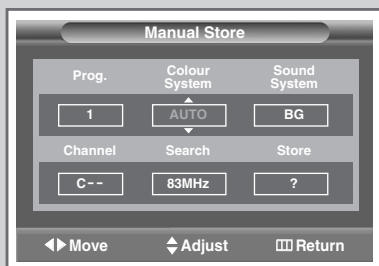 Manual Store
Prog. Colour System Sound System
1 AUTO BG
Channel Search Store
C-- 83MHz ?
Move Adjust Return